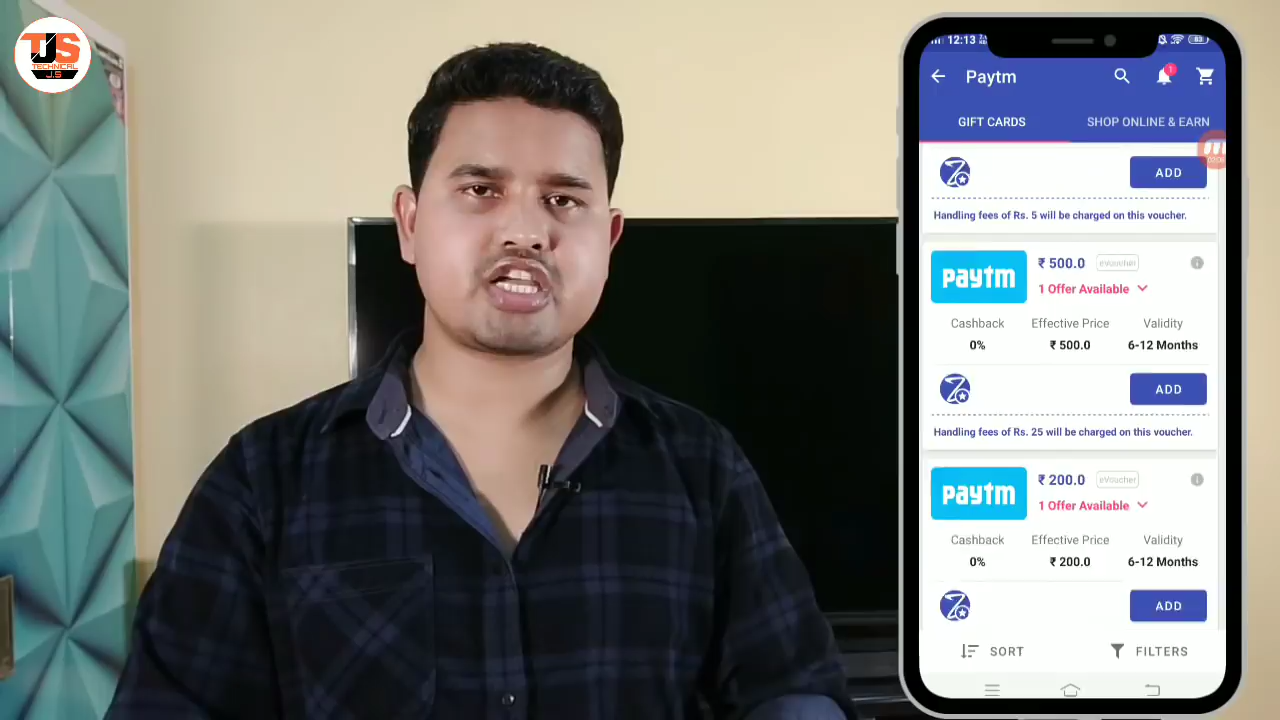 TJS
TECHNICAL
J.S
12:13
83
Paytm
1
GIFT CARDS
SHOP ONLINE & EARN
ADD
Handling fees of Rs. 5 will be charged on this voucher.
paytm
₹ 500.0
eVoucher
1 Offer Available
Cashback
Effective Price
Validity
0%
₹ 500.0
6-12 Months
ADD
Handling fees of Rs. 25 will be charged on this voucher.
paytm
₹ 200.0
eVoucher
1 Offer Available
Cashback
Effective Price
Validity
0%
₹ 200.0
6-12 Months
ADD
SORT
FILTERS